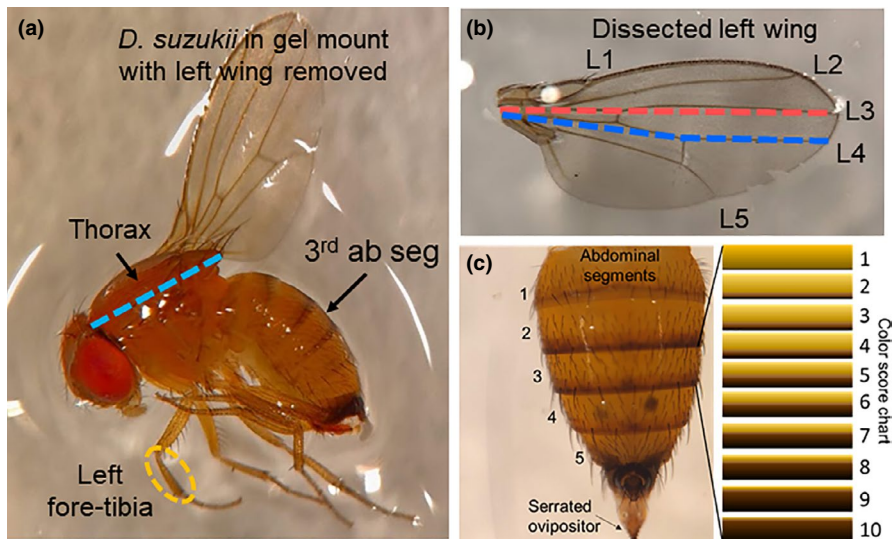 (a)
D. suzukii in gel mount
with left wing removed
Thorax
3rd ab seg
Left
fore-tibia
(b)
Dissected left wing
L1
L2
L3
L4
L5
(c)
Abdominal
segments
1
2
3
4
5
Serrated
ovipositor
1
2
3
4
5
6
7
8
9
10
Color score chart